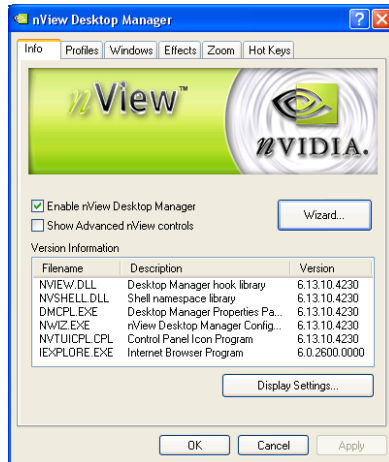 nView Desktop Manager
Info Profiles Windows Effects Zoom Hot Keys
nView™
nVIDIA.
Enable nView Desktop Manager
Wizard...
Show Advanced nView controls
Version Information
Filename Description Version
NVIEW.DLL Desktop Manager hook library 6.13.10.4230
NVSHELL.DLL Shell namespace library 6.13.10.4230
DMCPL.EXE Desktop Manager Properties Pa... 6.13.10.4230
NWIZ.EXE nView Desktop Manager Config... 6.13.10.4230
NVTUICPL.CPL Control Panel Icon Program 6.13.10.4230
IEXPLORE.EXE Internet Browser Program 6.0.2600.0000
Display Settings...
OK Cancel Apply